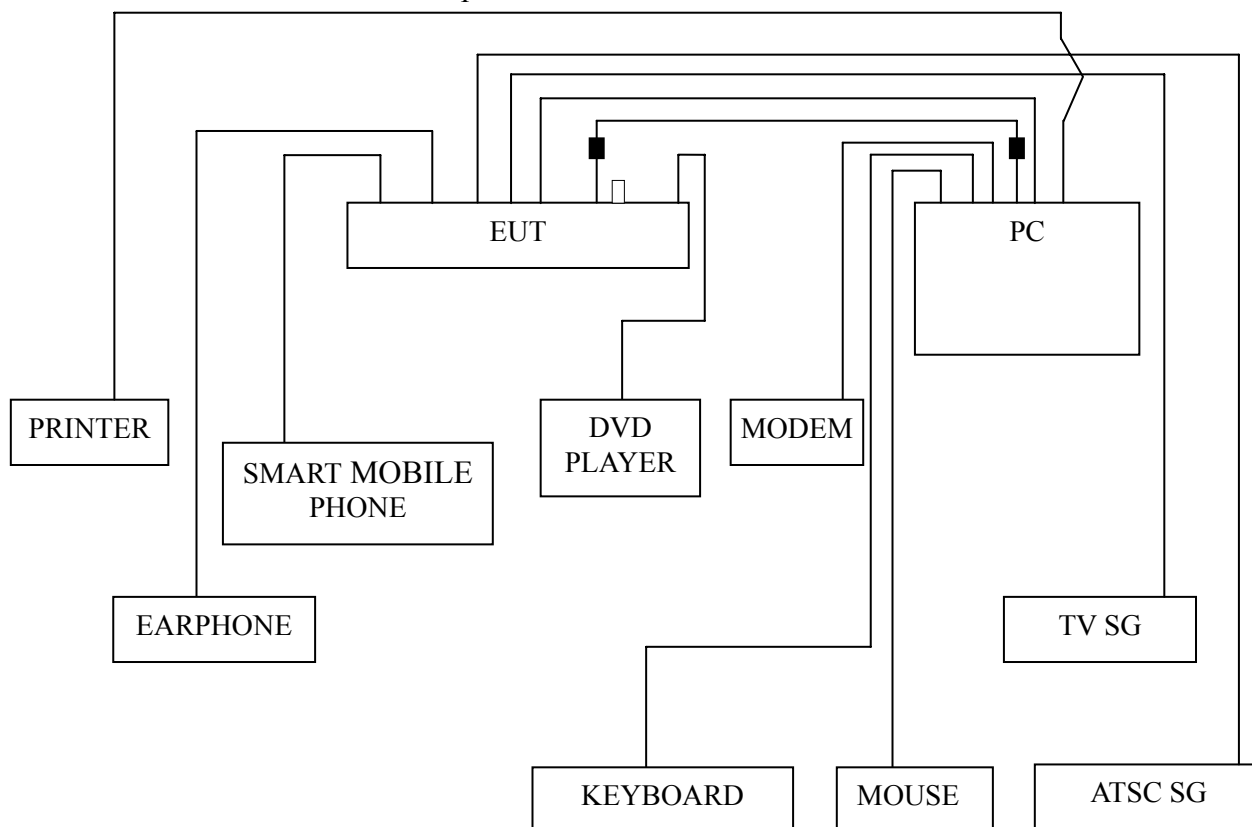 EUT
PC
PRINTER
DVD
PLAYER
MODEM
SMART MOBILE
PHONE
EARPHONE
TV SG
KEYBOARD
MOUSE
ATSC SG